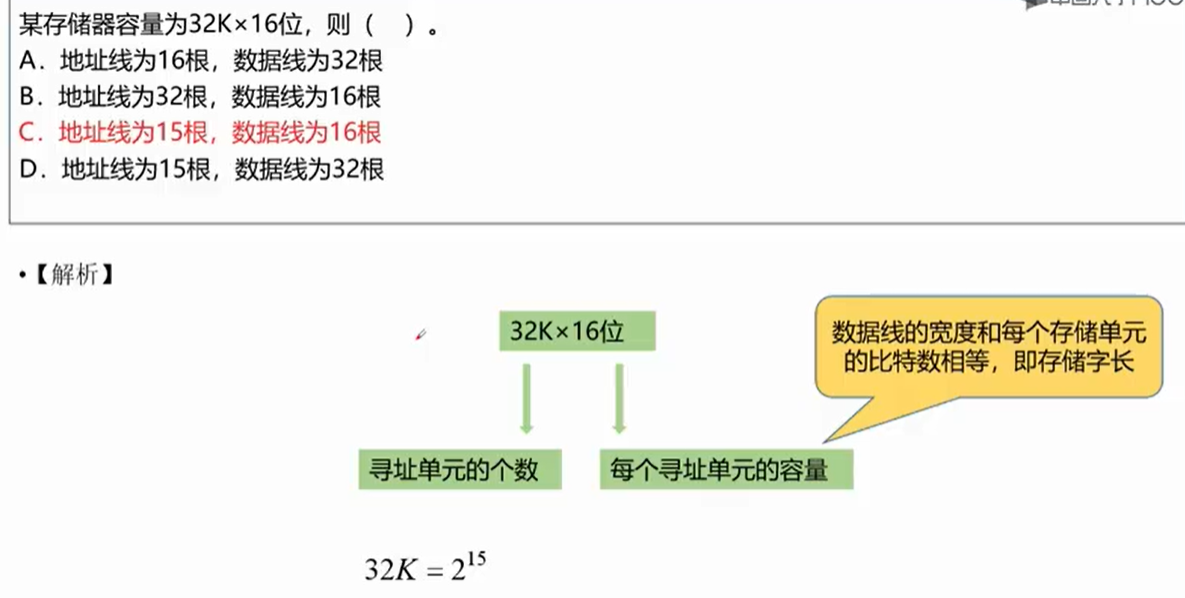 某存储器容量为32K×16位，则（ ）。
A．地址线为16根，数据线为32根
B．地址线为32根，数据线为16根
C．地址线为15根，数据线为16根
D．地址线为15根，数据线为32根
•【解析】
32K×16位
数据线的宽度和每个存储单元
的比特数相等，即存储字长
寻址单元的个数
每个寻址单元的容量
32K = 2¹⁵